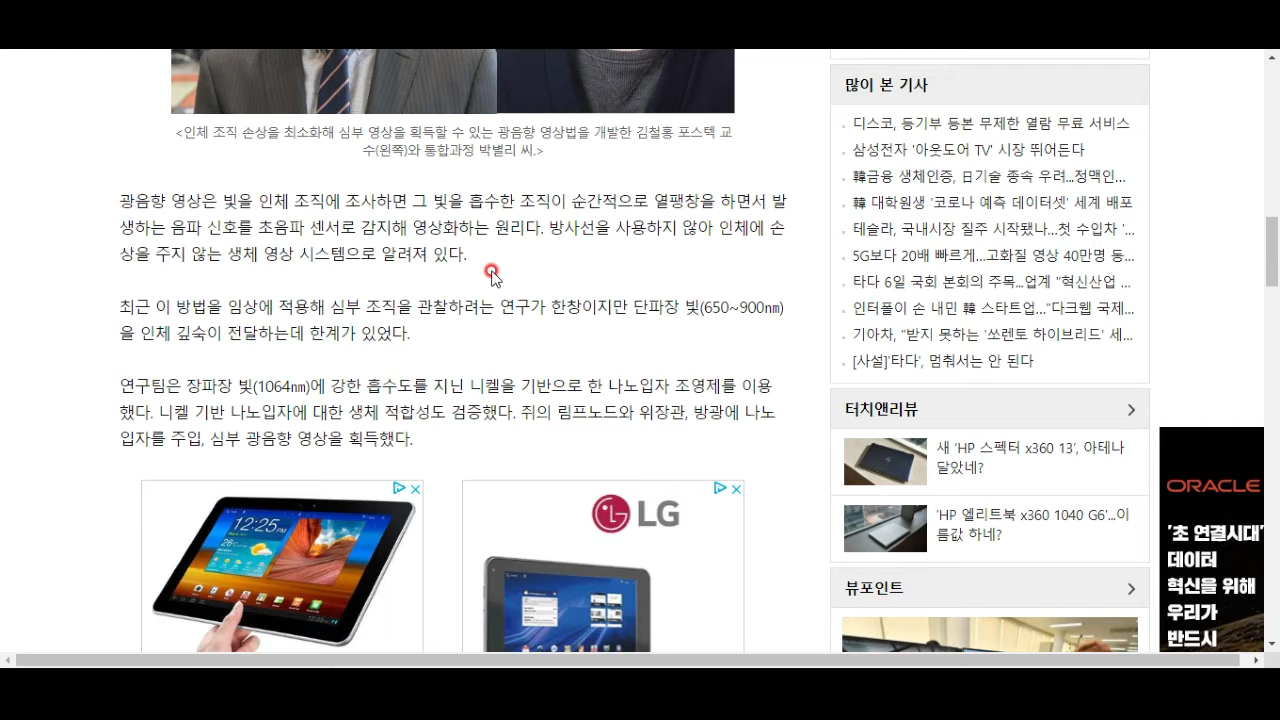 <인체 조직 손상을 최소화해 심부 영상을 획득할 수 있는 광음향 영상법을 개발한 김철홍 포스텍 교
수(왼쪽)와 통합과정 박별리 씨.>
광음향 영상은 빛을 인체 조직에 조사하면 그 빛을 흡수한 조직이 순간적으로 열팽창을 하면서 발
생하는 음파 신호를 초음파 센서로 감지해 영상화하는 원리다. 방사선을 사용하지 않아 인체에 손
상을 주지 않는 생체 영상 시스템으로 알려져 있다.
최근 이 방법을 임상에 적용해 심부 조직을 관찰하려는 연구가 한창이지만 단파장 빛(650~900㎚)
을 인체 깊숙이 전달하는데 한계가 있었다.
연구팀은 장파장 빛(1064㎚)에 강한 흡수도를 지닌 니켈을 기반으로 한 나노입자 조영제를 이용
했다. 니켈 기반 나노입자에 대한 생체 적합성도 검증했다. 쥐의 림프노드와 위장관, 방광에 나노
입자를 주입, 심부 광음향 영상을 획득했다.
12:25
LG
많이 본 기사
디스코, 등기부 등본 무제한 열람 무료 서비스
삼성전자 '아웃도어 TV' 시장 뛰어든다
韓금융 생체인증, 日기술 종속 우려...정맥인...
韓 대학원생 '코로나 예측 데이터셋' 세계 배포
테슬라, 국내시장 질주 시작됐나...첫 수입차 '...
5G보다 20배 빠르게...고화질 영상 40만명 동...
타다 6일 국회 본회의 주목...업계 "혁신산업 ...
인터폴이 손 내민 韓 스타트업..."다크웹 국제...
기아차, "받지 못하는 '쏘렌토 하이브리드' 세...
[사설]'타다', 멈춰서는 안 된다
터치앤리뷰
새 ‘HP 스펙터 x360 13’, 아테나
달았네?
'HP 엘리트북 x360 1040 G6'...이
름값 하네?
뷰포인트
ORACLE
'초 연결시대'
데이터
혁신을 위해
우리가
반드시